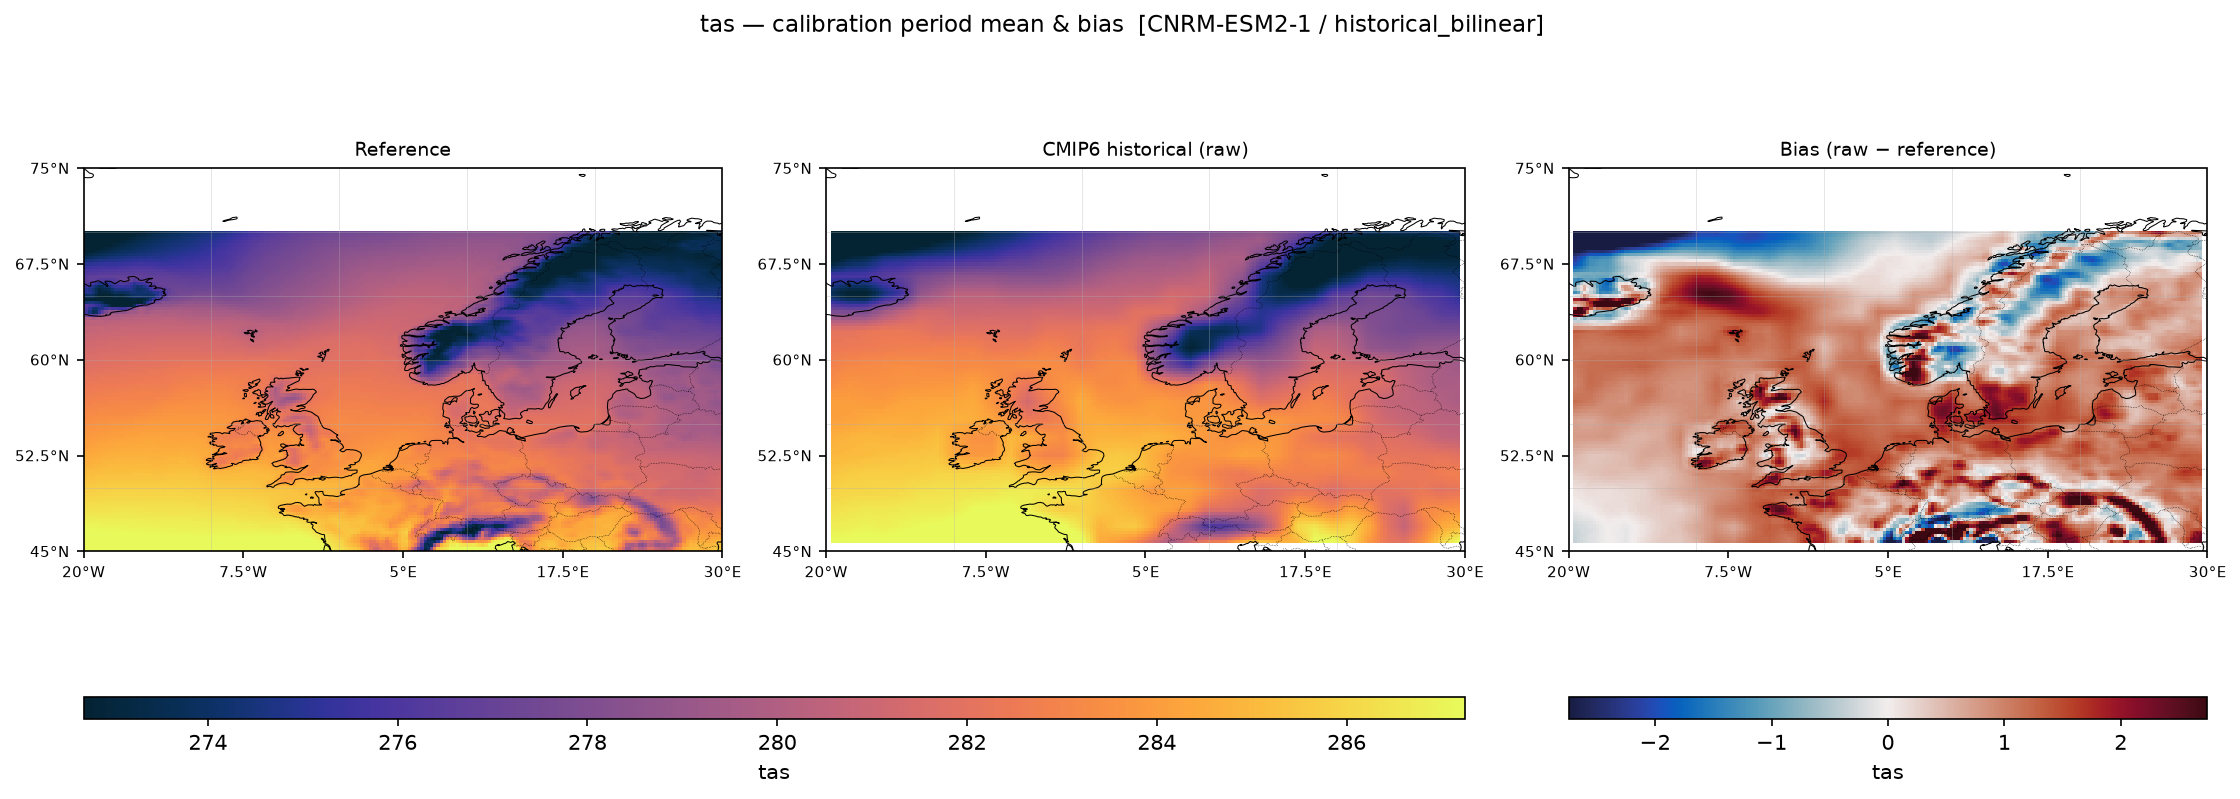 tas — calibration period mean & bias  [CNRM-ESM2-1 / historical_bilinear]
Reference
CMIP6 historical (raw)
Bias (raw − reference)
75°N
67.5°N
60°N
52.5°N
45°N
20°W
7.5°W
5°E
17.5°E
30°E
75°N
67.5°N
60°N
52.5°N
45°N
20°W
7.5°W
5°E
17.5°E
30°E
75°N
67.5°N
60°N
52.5°N
45°N
20°W
7.5°W
5°E
17.5°E
30°E
274
276
278
280
282
284
286
tas
−2
−1
0
1
2
tas